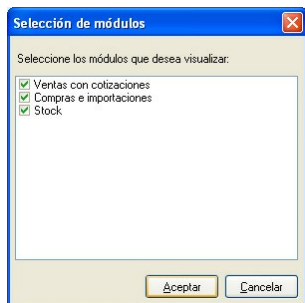 Selección de módulos
Seleccione los módulos que desea visualizar:
Ventas con cotizaciones
Compras e importaciones
Stock
Aceptar
Cancelar